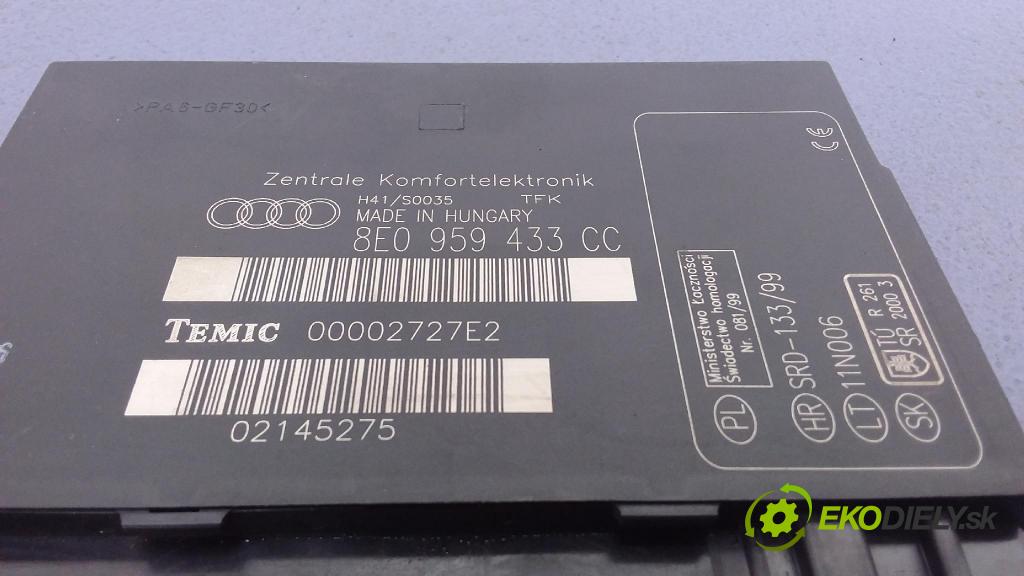 >PA6-GF30<
Zentrale Komfortelektronik
H41/S0035 TFK
MADE IN HUNGARY
8E0 959 433 CC
TEMIC 00002727E2
02145275
CE
PL
Ministerstwo Łączności
Świadectwo homologacji
Nr. 081/99
HR SRD-133/99
LT 11N006
SK
TÚ R 261
SR 2000 3
6
EKODIELY.sk